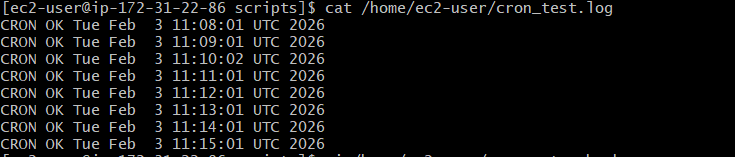 [ec2-user@ip-172-31-22-86 scripts]$ cat /home/ec2-user/cron_test.log
CRON OK Tue Feb  3 11:08:01 UTC 2026
CRON OK Tue Feb  3 11:09:01 UTC 2026
CRON OK Tue Feb  3 11:10:02 UTC 2026
CRON OK Tue Feb  3 11:11:01 UTC 2026
CRON OK Tue Feb  3 11:12:01 UTC 2026
CRON OK Tue Feb  3 11:13:01 UTC 2026
CRON OK Tue Feb  3 11:14:01 UTC 2026
CRON OK Tue Feb  3 11:15:01 UTC 2026